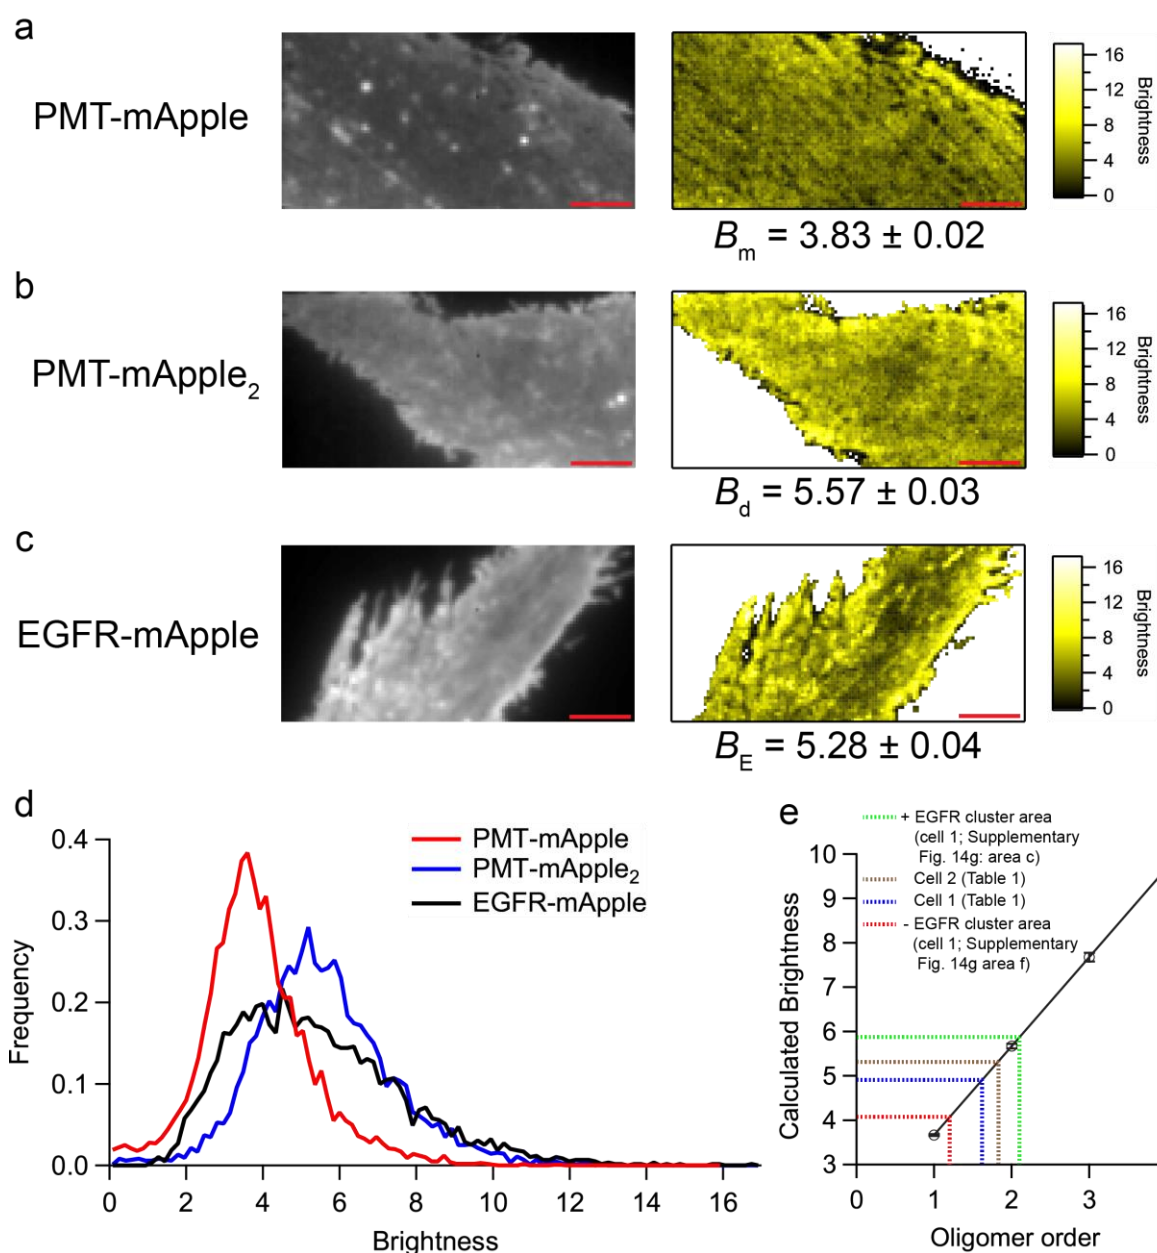 a
PMT-mApple
16
12
8
4
0
Brightness
Bm = 3.83 ± 0.02
b
PMT-mApple2
16
12
8
4
0
Brightness
Bd = 5.57 ± 0.03
c
EGFR-mApple
16
12
8
4
0
Brightness
BE = 5.28 ± 0.04
d
0.4
0.3
0.2
0.1
0.0
Frequency
PMT-mApple
PMT-mApple2
EGFR-mApple
0 2 4 6 8 10 12 14 16
Brightness
e
+ EGFR cluster area
(cell 1; Supplementary
Fig. 14g: area c)
Cell 2 (Table 1)
Cell 1 (Table 1)
- EGFR cluster area
(cell 1; Supplementary
Fig. 14g area f)
10
9
8
7
6
5
4
3
Calculated Brightness
0 1 2 3
Oligomer order